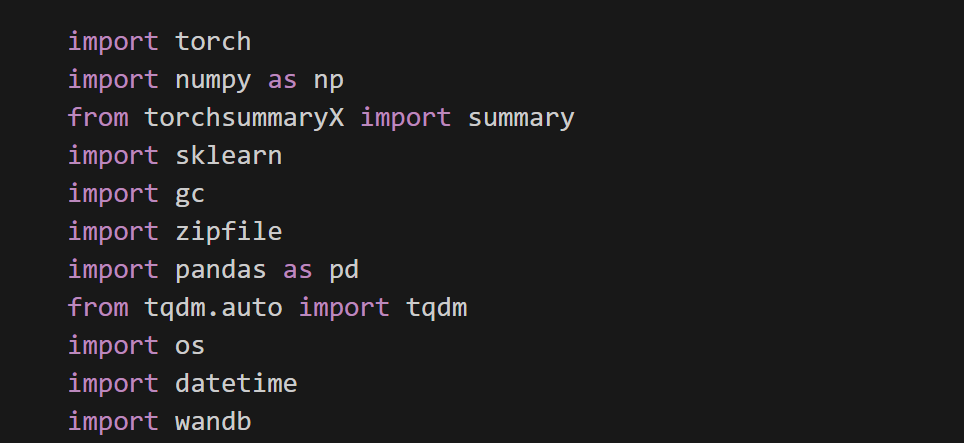 import torch
import numpy as np
from torchsummaryX import summary
import sklearn
import gc
import zipfile
import pandas as pd
from tqdm.auto import tqdm
import os
import datetime
import wandb